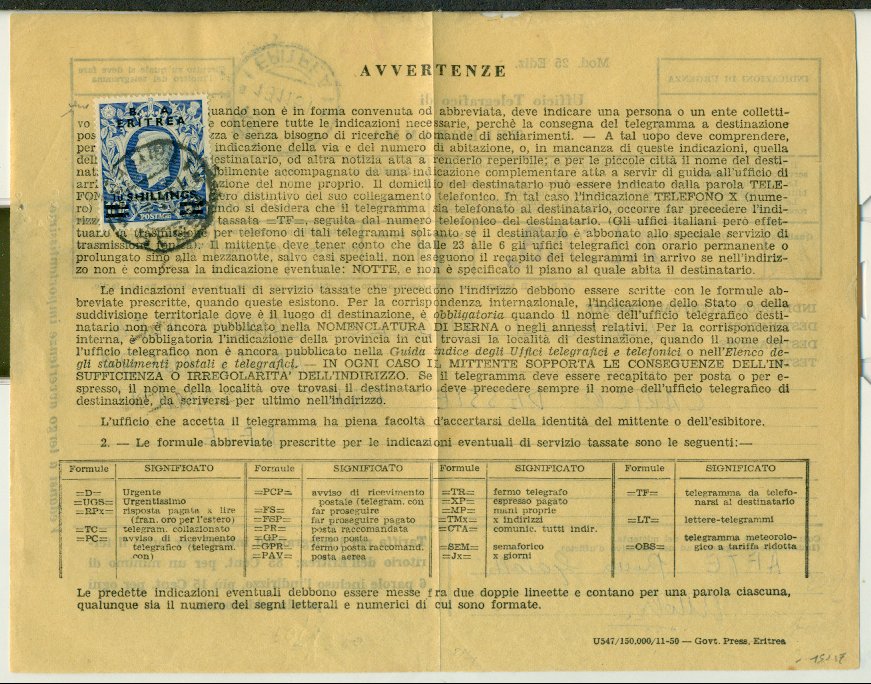 AVVERTENZE
B. A.
ERITREA
SHILLINGS
POSTAGE
quando non è in forma convenuta od abbreviata, deve indicare una persona o un ente colletti-
vo contenere tutte le indicazioni necessarie, perchè la consegna del telegramma a destinazione
pos za e senza bisogno di ricerche o domande di schiarimenti. — A tal uopo deve comprendere,
per indicazione della via e del numero di abitazione, o, in mancanza di queste indicazioni, quella
dell destinatario, od altra notizia atta a renderlo reperibile; e per le piccole città il nome del desti-
nat bilmente accompagnato da una indicazione complementare atta a servir di guida all'ufficio di
arri zione del nome proprio. Il domicilio del destinatario può essere indicato dalla parola TELE-
FON ero distintivo del suo collegamento telefonico. In tal caso l'indicazione TELEFONO X (nume-
ro) ndo si desidera che il telegramma sia telefonato al destinatario, occorre far precedere l'indi-
rizz tassata =TF=, seguita dal numero telefonico del destinatario. (Gli uffici italiani però effet-
tuano la trasmissione per telefono di tali telegrammi soltanto se il destinatario è abbonato allo speciale servizio di
trasmissione fonica). Il mittente deve tener conto che dalle 23 alle 6 gli uffici telegrafici con orario permanente o
prolungato sino alla mezzanotte, salvo casi speciali, non eseguono il recapito dei telegrammi in arrivo se nell'indiriz-
zo non è compresa la indicazione eventuale: NOTTE, e non è specificato il piano al quale abita il destinatario.
Le indicazioni eventuali di servizio tassate che precedono l'indirizzo debbono essere scritte con le formule ab-
breviate prescritte, quando queste esistono. Per la corrispondenza internazionale, l'indicazione dello Stato o della
suddivisione territoriale dove è il luogo di destinazione, è obbligatoria quando il nome dell'ufficio telegrafico desti-
natario non è ancora pubblicato nella NOMENCLATURA DI BERNA o negli annessi relativi. Per la corrispondenza
interna, è obbligatoria l'indicazione della provincia in cui trovasi la località di destinazione, quando il nome del-
l'ufficio telegrafico non è ancora pubblicato nella Guida indice degli Uffici telegrafici e telefonici o nell'Elenco de-
gli stabilimenti postali e telegrafici. — IN OGNI CASO IL MITTENTE SOPPORTA LE CONSEGUENZE DELL'IN-
SUFFICIENZA O IRREGOLARITA' DELL'INDIRIZZO. Se il telegramma deve essere recapitato per posta o per e-
spresso, il nome della località ove trovasi il destinatario deve precedere sempre il nome dell'ufficio telegrafico di
destinazione, da scriversi per ultimo nell'indirizzo.
L'ufficio che accetta il telegramma ha piena facoltà d'accertarsi della identità del mittente o dell'esibitore.
2. — Le formule abbreviate prescritte per le indicazioni eventuali di servizio tassate sono le seguenti:—
Formule SIGNIFICATO Formule SIGNIFICATO Formule SIGNIFICATO Formule SIGNIFICATO
=D= Urgente =PCP= avviso di ricevimento =TR= fermo telegrafo =TF= telegramma da telefo-
=UGS= Urgentissimo postale (telegram. con =XP= espresso pagato narsi al destinatario
=RPx= risposta pagata x lire =FS= far proseguire =MP= mani proprie
(fran. oro per l'estero) =FSP= far proseguire pagato =TMx= x indirizzi =LT= lettere-telegrammi
=TC= telegram. collazionato =PR= posta raccomandata =CTA= comunic. tutti indir.
=PC= avviso di ricevimento =GP= fermo posta telegramma meteorolo-
telegrafico (telegram. =GPR= fermo posta raccomand. =SEM= semaforico =OBS= gico a tariffa ridotta
con) =PAV= posta aerea =Jx= x giorni
Le predette indicazioni eventuali debbono essere messe fra due doppie lineette e contano per una parola ciascuna,
qualunque sia il numero dei segni letterali e numerici di cui sono formate.
U547/150,000/11-50 — Govt. Press, Eritrea